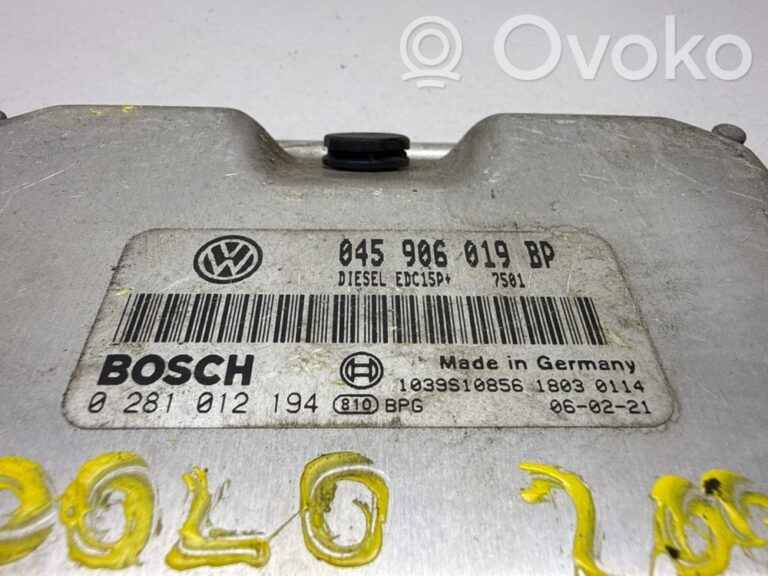 Ovoko
045 906 019 BP
DIESEL EDC15P+ 7501
BOSCH Made in Germany
1039S10856 1803 0114
0 281 012 194 810 BPG 06-02-21
POLO 200